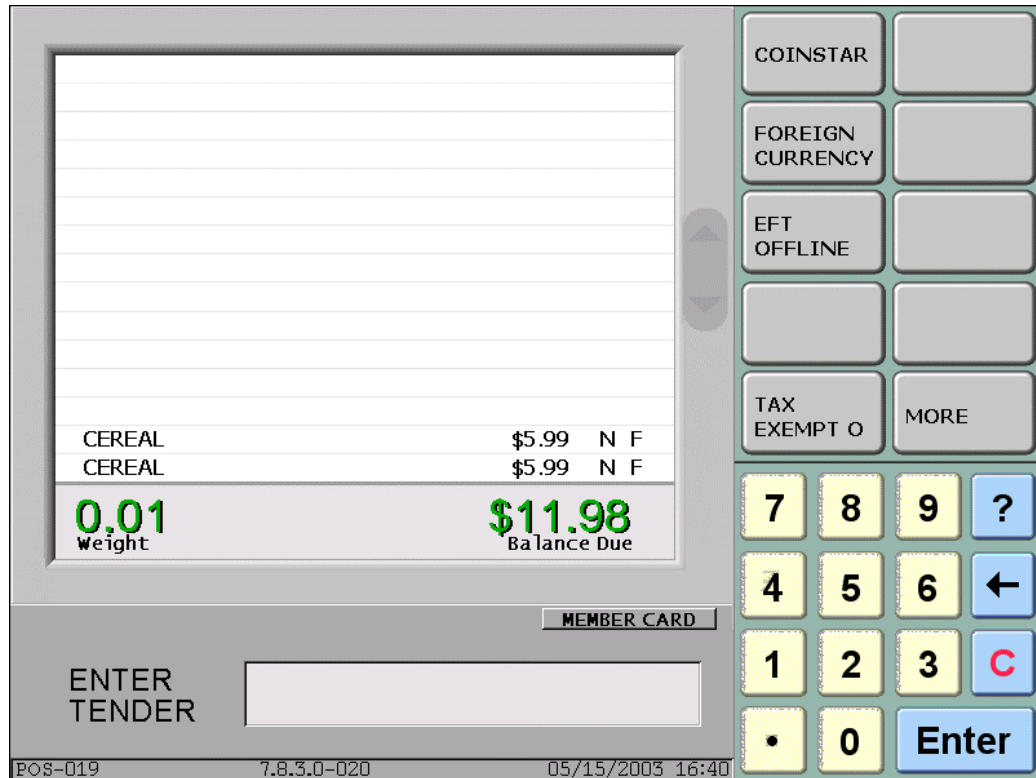 CEREAL $5.99 N F
CEREAL $5.99 N F
0.01 $11.98
Weight Balance Due
MEMBER CARD
ENTER
TENDER
POS-019 7.8.3.0-020 05/15/2003 16:40
COINSTAR
FOREIGN
CURRENCY
EFT
OFFLINE
TAX
EXEMPT O
MORE
7 8 9 ?
4 5 6 ←
1 2 3 C
. 0 Enter